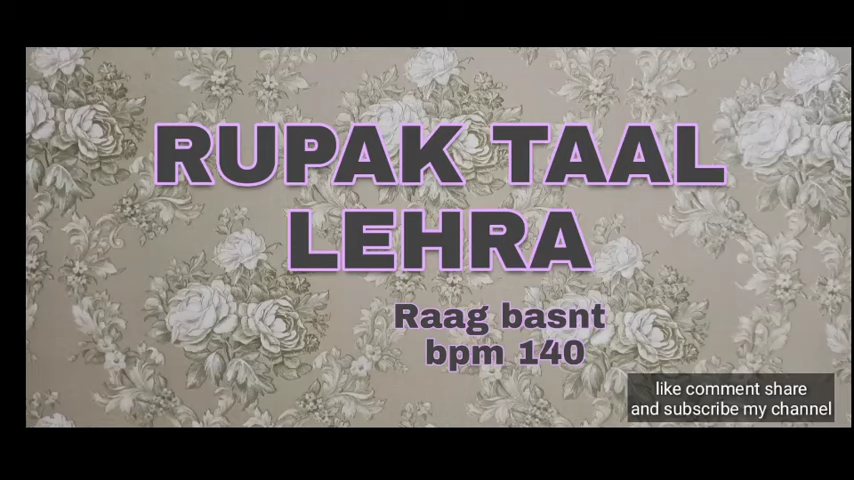 RUPAK TAAL
LEHRA
Raag basnt
bpm 140
like comment share
and subscribe my channel